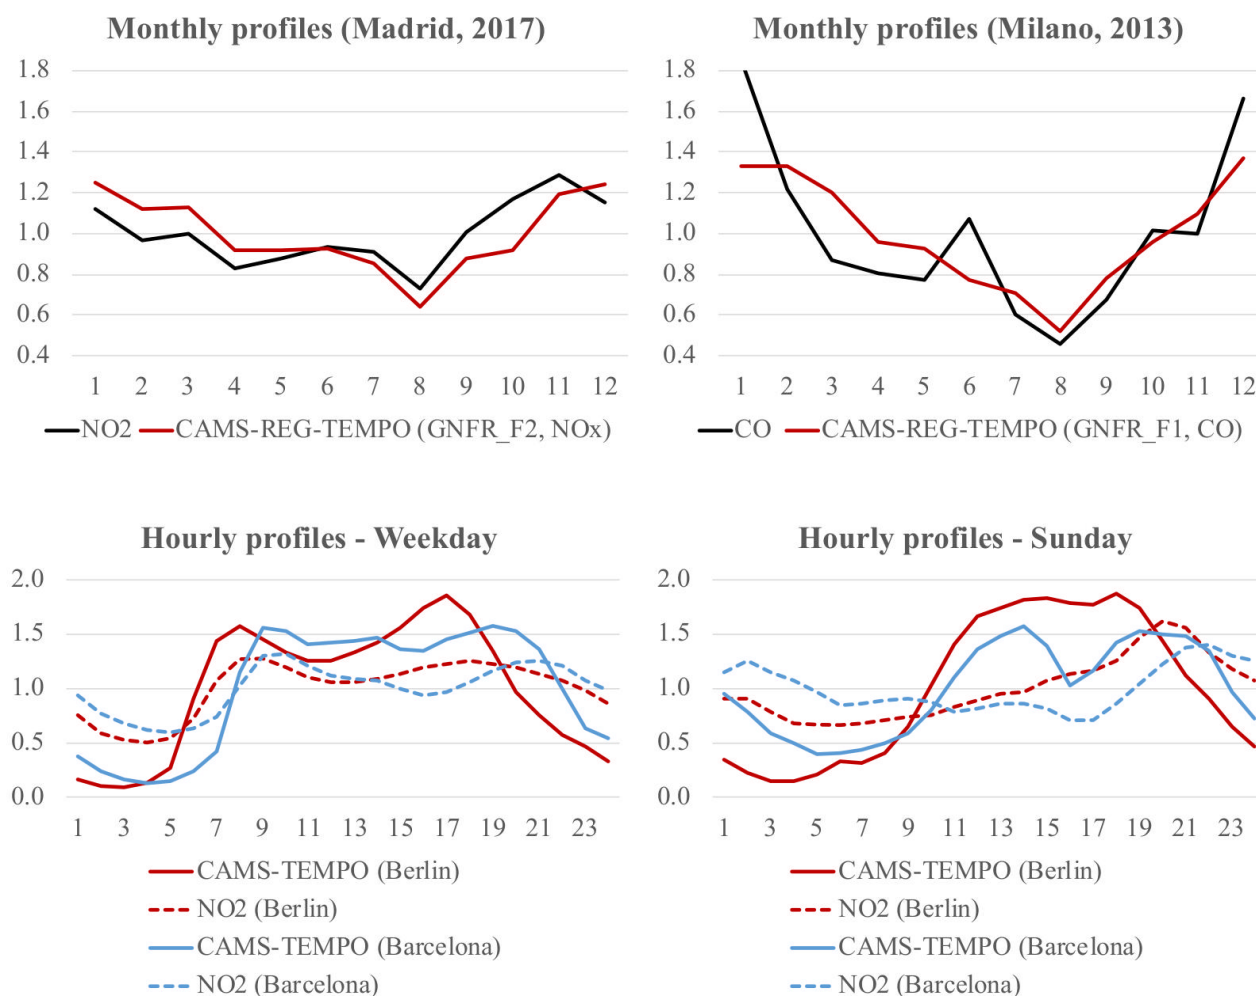 Monthly profiles (Madrid, 2017)
1.8
1.6
1.4
1.2
1.0
0.8
0.6
0.4
1 2 3 4 5 6 7 8 9 10 11 12
NO2 CAMS-REG-TEMPO (GNFR_F2, NOx)
Monthly profiles (Milano, 2013)
1.8
1.6
1.4
1.2
1.0
0.8
0.6
0.4
1 2 3 4 5 6 7 8 9 10 11 12
CO CAMS-REG-TEMPO (GNFR_F1, CO)
Hourly profiles - Weekday
2.0
1.5
1.0
0.5
0.0
1 3 5 7 9 11 13 15 17 19 21 23
CAMS-TEMPO (Berlin)
NO2 (Berlin)
CAMS-TEMPO (Barcelona)
NO2 (Barcelona)
Hourly profiles - Sunday
2.0
1.5
1.0
0.5
0.0
1 3 5 7 9 11 13 15 17 19 21 23
CAMS-TEMPO (Berlin)
NO2 (Berlin)
CAMS-TEMPO (Barcelona)
NO2 (Barcelona)